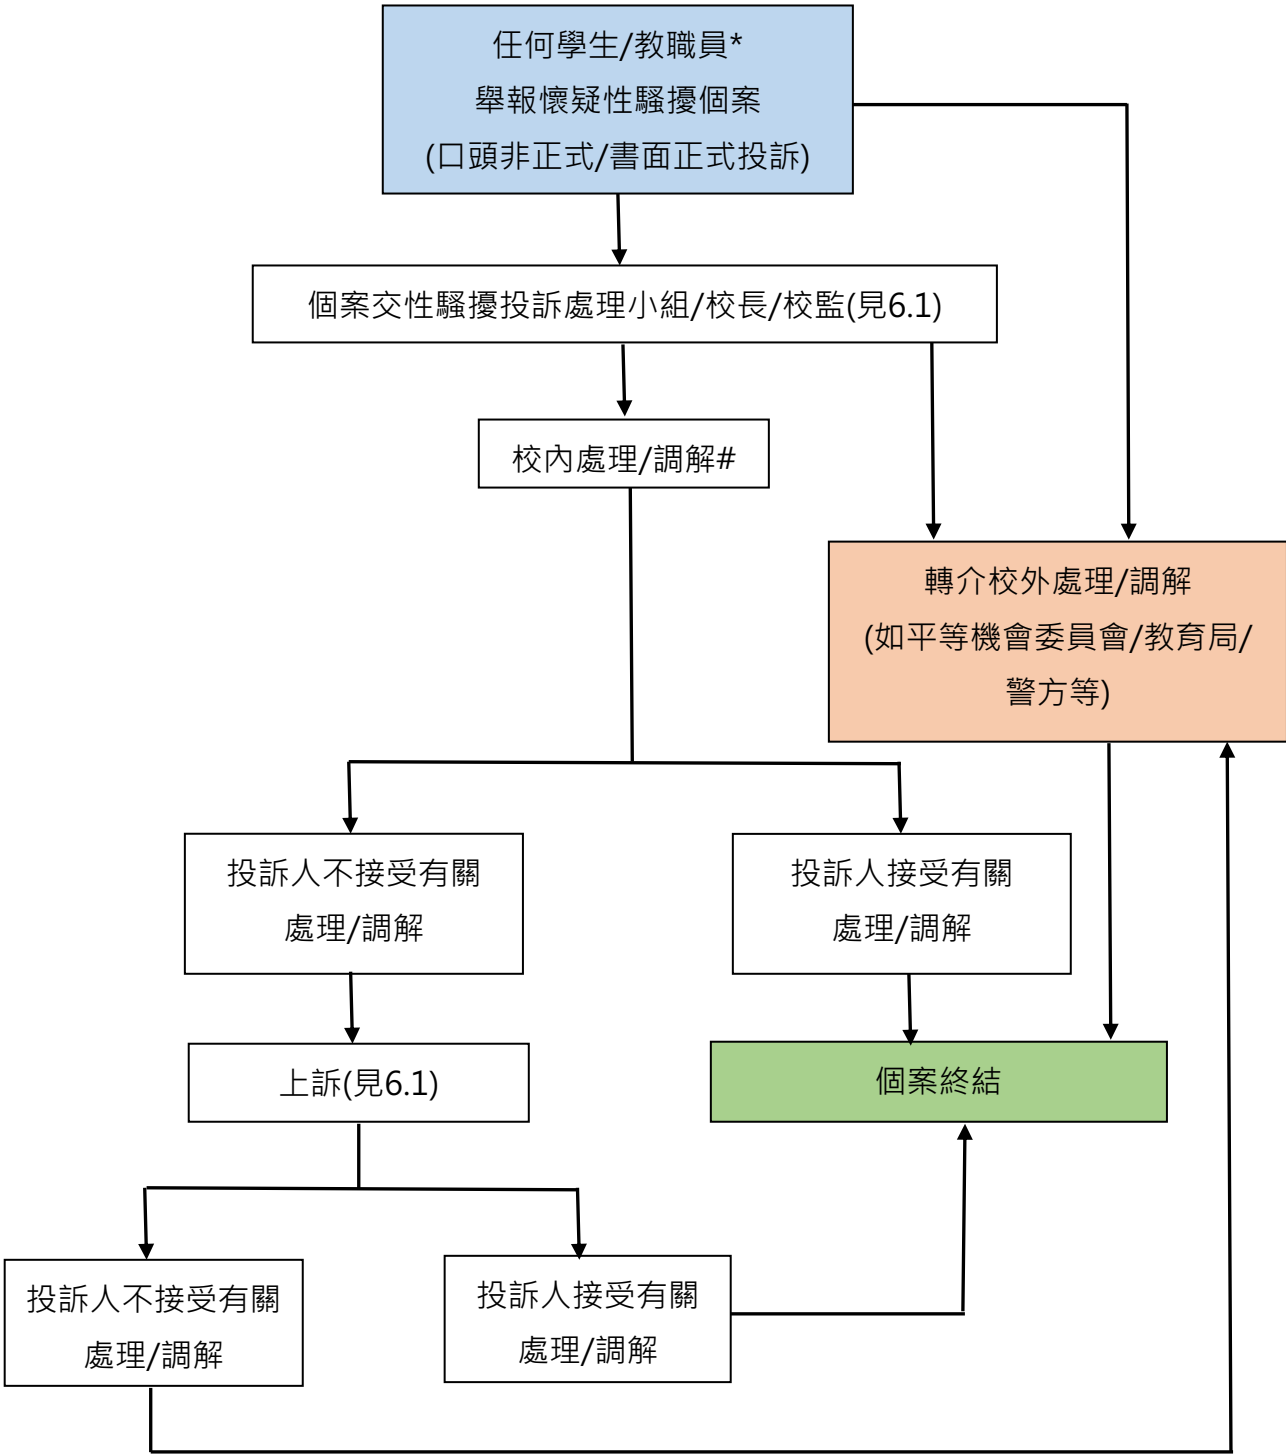 任何學生/教職員*
舉報懷疑性騷擾個案
(口頭非正式/書面正式投訴)
個案交性騷擾投訴處理小組/校長/校監(見6.1)
校內處理/調解#
轉介校外處理/調解
(如平等機會委員會/教育局/
警方等)
投訴人不接受有關
處理/調解
投訴人接受有關
處理/調解
上訴(見6.1)
個案終結
投訴人不接受有關
處理/調解
投訴人接受有關
處理/調解